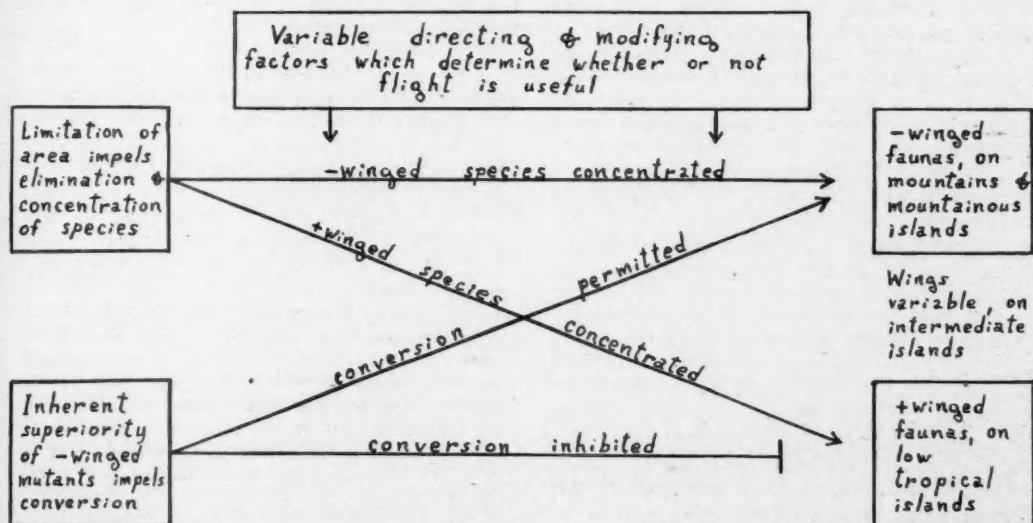 Variable directing & modifying
factors which determine whether or not
flight is useful
Limitation of
area impels
elimination &
concentration
of species
-winged species concentrated
-winged
faunas, on
mountains &
mountainous
islands
+winged species concentrated
conversion permitted
Wings
variable, on
intermediate
islands
Inherent
superiority
of -winged
mutants impels
conversion
conversion inhibited
+winged
faunas, on
low
tropical
islands